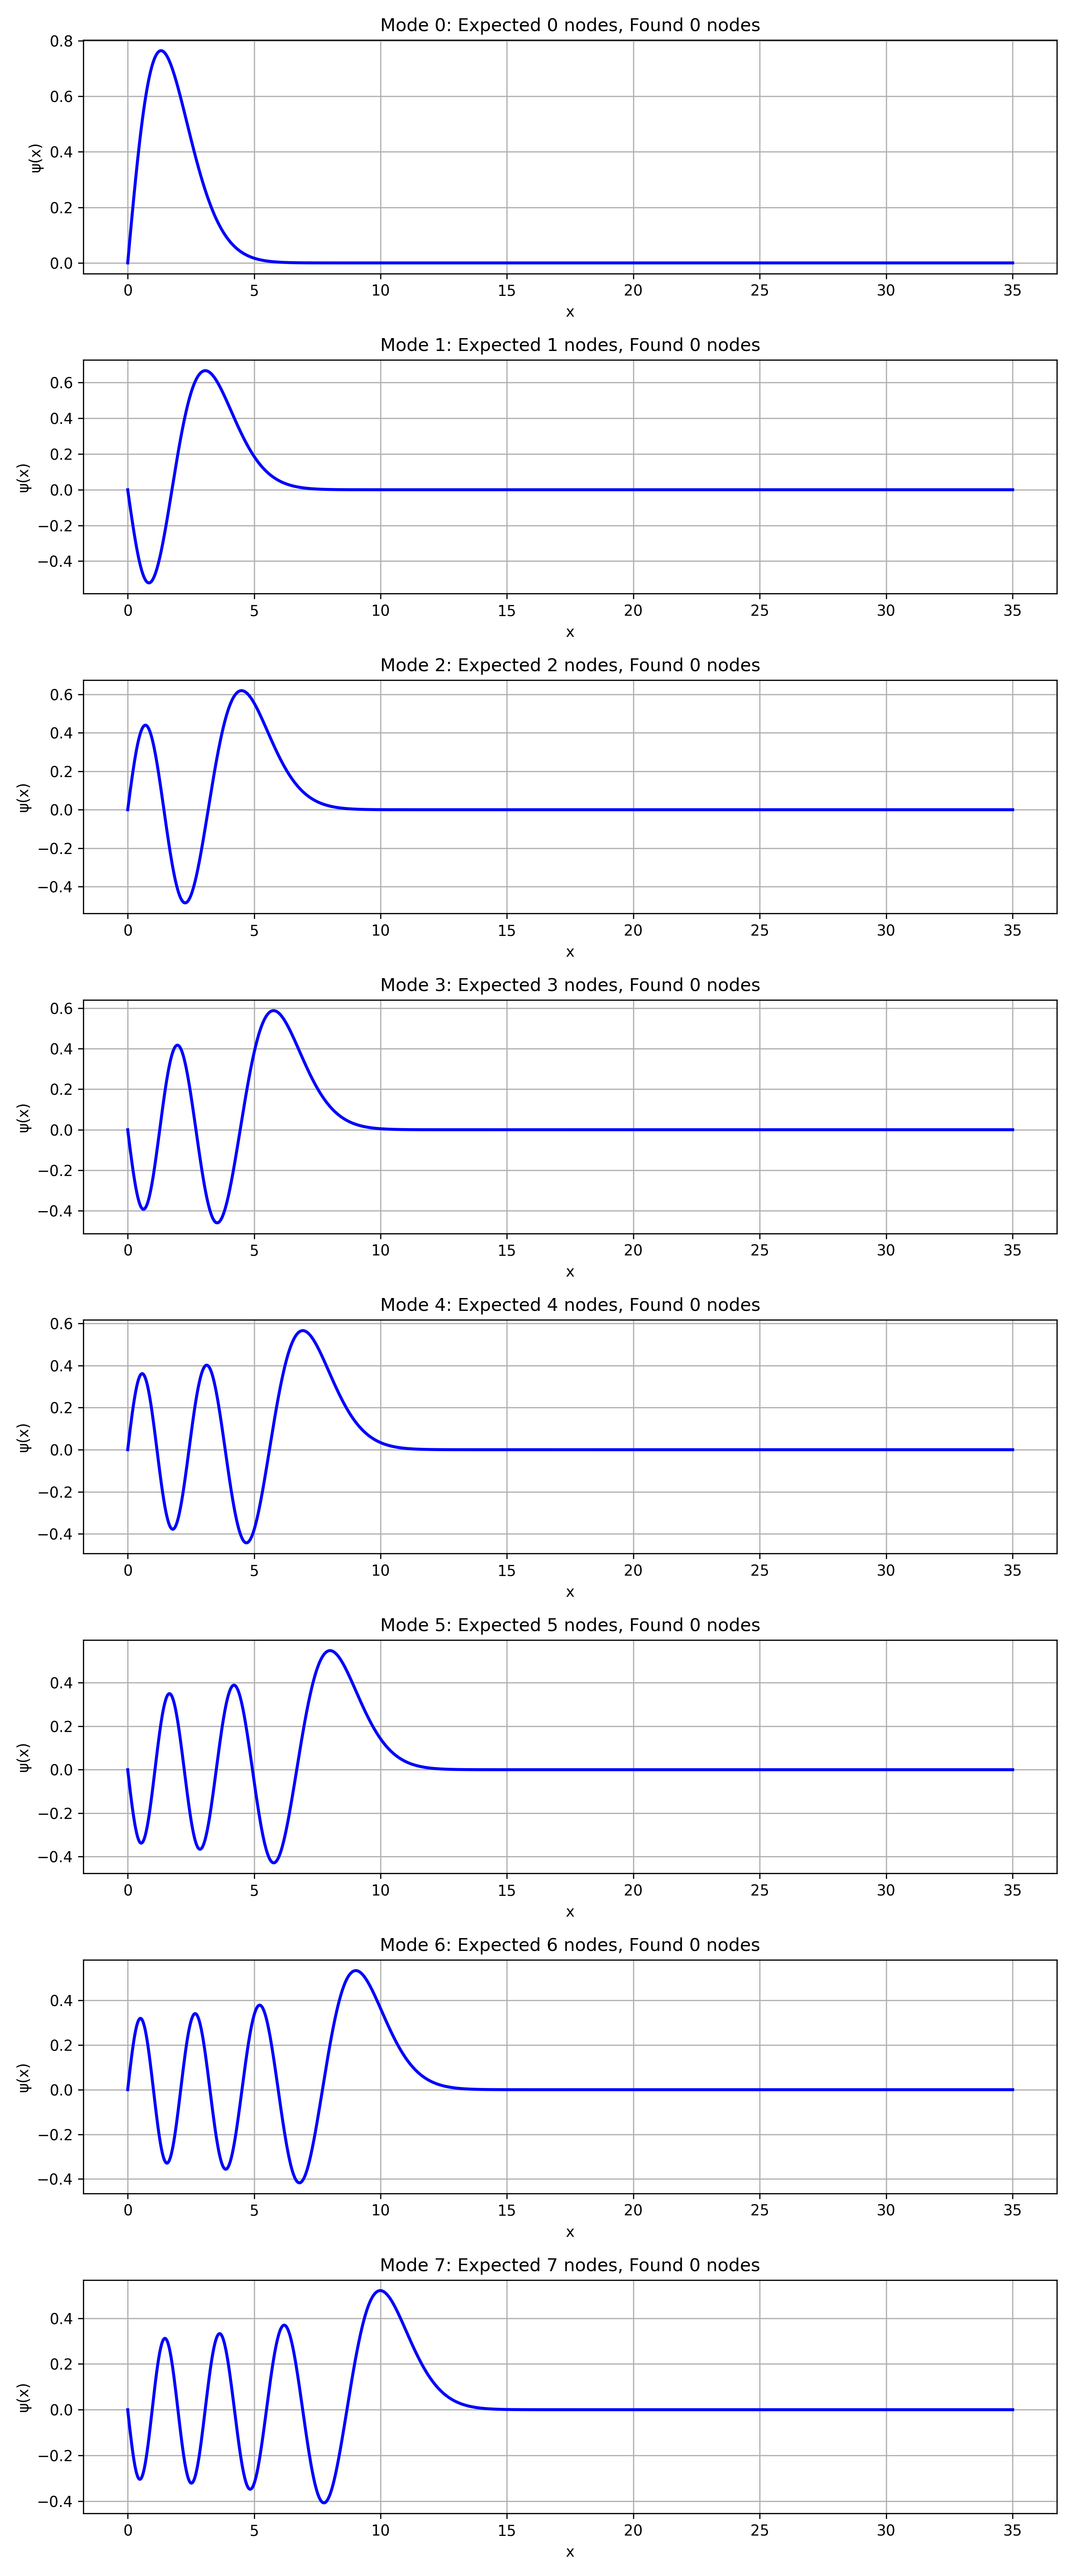 Mode 0: Expected 0 nodes, Found 0 nodes
ψ(x)
0.8
0.6
0.4
0.2
0.0
0 5 10 15 20 25 30 35
x
Mode 1: Expected 1 nodes, Found 0 nodes
ψ(x)
0.6
0.4
0.2
0.0
−0.2
−0.4
0 5 10 15 20 25 30 35
x
Mode 2: Expected 2 nodes, Found 0 nodes
ψ(x)
0.6
0.4
0.2
0.0
−0.2
−0.4
0 5 10 15 20 25 30 35
x
Mode 3: Expected 3 nodes, Found 0 nodes
ψ(x)
0.6
0.4
0.2
0.0
−0.2
−0.4
0 5 10 15 20 25 30 35
x
Mode 4: Expected 4 nodes, Found 0 nodes
ψ(x)
0.6
0.4
0.2
0.0
−0.2
−0.4
0 5 10 15 20 25 30 35
x
Mode 5: Expected 5 nodes, Found 0 nodes
ψ(x)
0.4
0.2
0.0
−0.2
−0.4
0 5 10 15 20 25 30 35
x
Mode 6: Expected 6 nodes, Found 0 nodes
ψ(x)
0.4
0.2
0.0
−0.2
−0.4
0 5 10 15 20 25 30 35
x
Mode 7: Expected 7 nodes, Found 0 nodes
ψ(x)
0.4
0.2
0.0
−0.2
−0.4
0 5 10 15 20 25 30 35
x